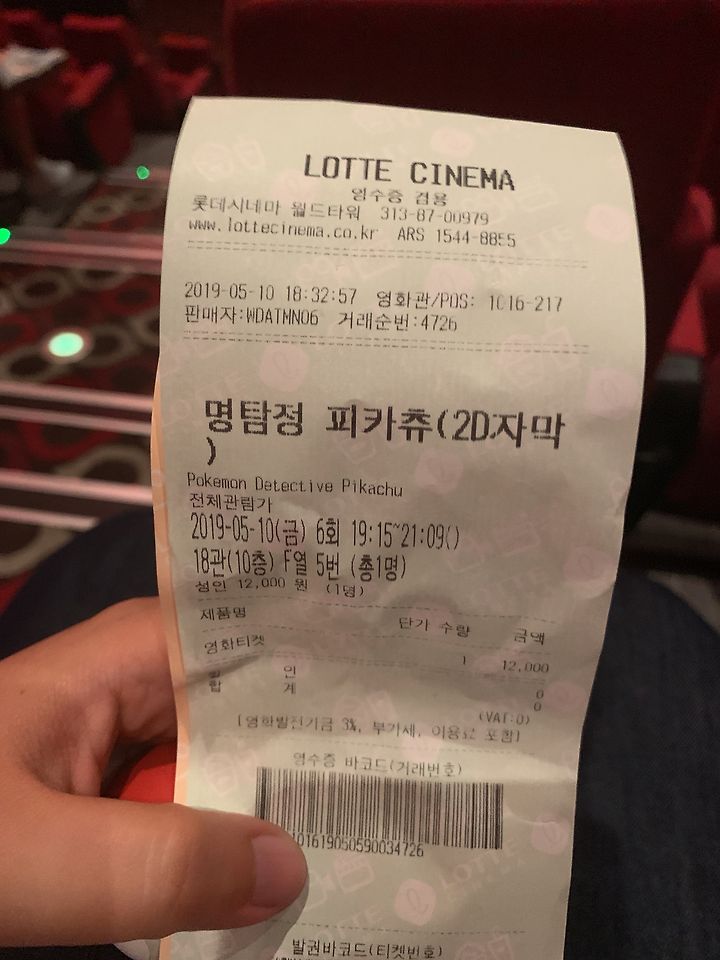 LOTTE CINEMA
영수증 겸용
롯데시네마 월드타워 313-87-00979
www.lottecinema.co.kr ARS 1544-8855
2019-05-10 18:32:57 영화관/POS: 1016-217
판매자:WDATMN06 거래순번:4726
명탐정 피카츄(2D자막
)
Pokemon Detective Pikachu
전체관람가
2019-05-10(금) 6회 19:15~21:09()
18관(10층) F열 5번 (총1명)
성인 12,000 원 (1명)
제품명 단가 수량 금액
영화티켓 1 12,000
할 인 0
합 계 0
(VAT:0)
[영화발전기금 3%, 부가세, 이용료 포함]
영수증 바코드(거래번호)
101619050590034726
발권바코드(티켓번호)